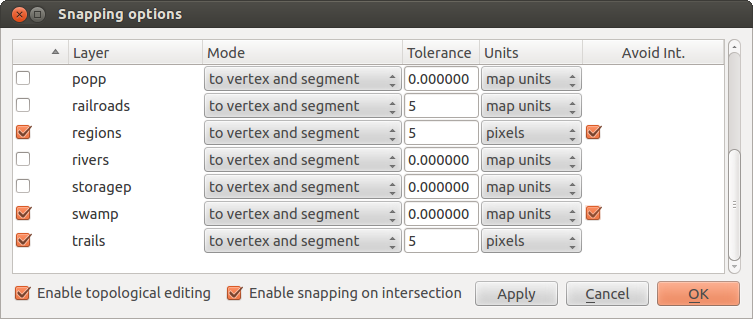 Snapping options
Layer Mode Tolerance Units Avoid Int.
popp to vertex and segment 0.000000 map units
railroads to vertex and segment 5 map units
regions to vertex and segment 5 pixels
rivers to vertex and segment 0.000000 map units
storagep to vertex and segment 0.000000 map units
swamp to vertex and segment 0.000000 map units
trails to vertex and segment 5 pixels
Enable topological editing Enable snapping on intersection Apply Cancel OK